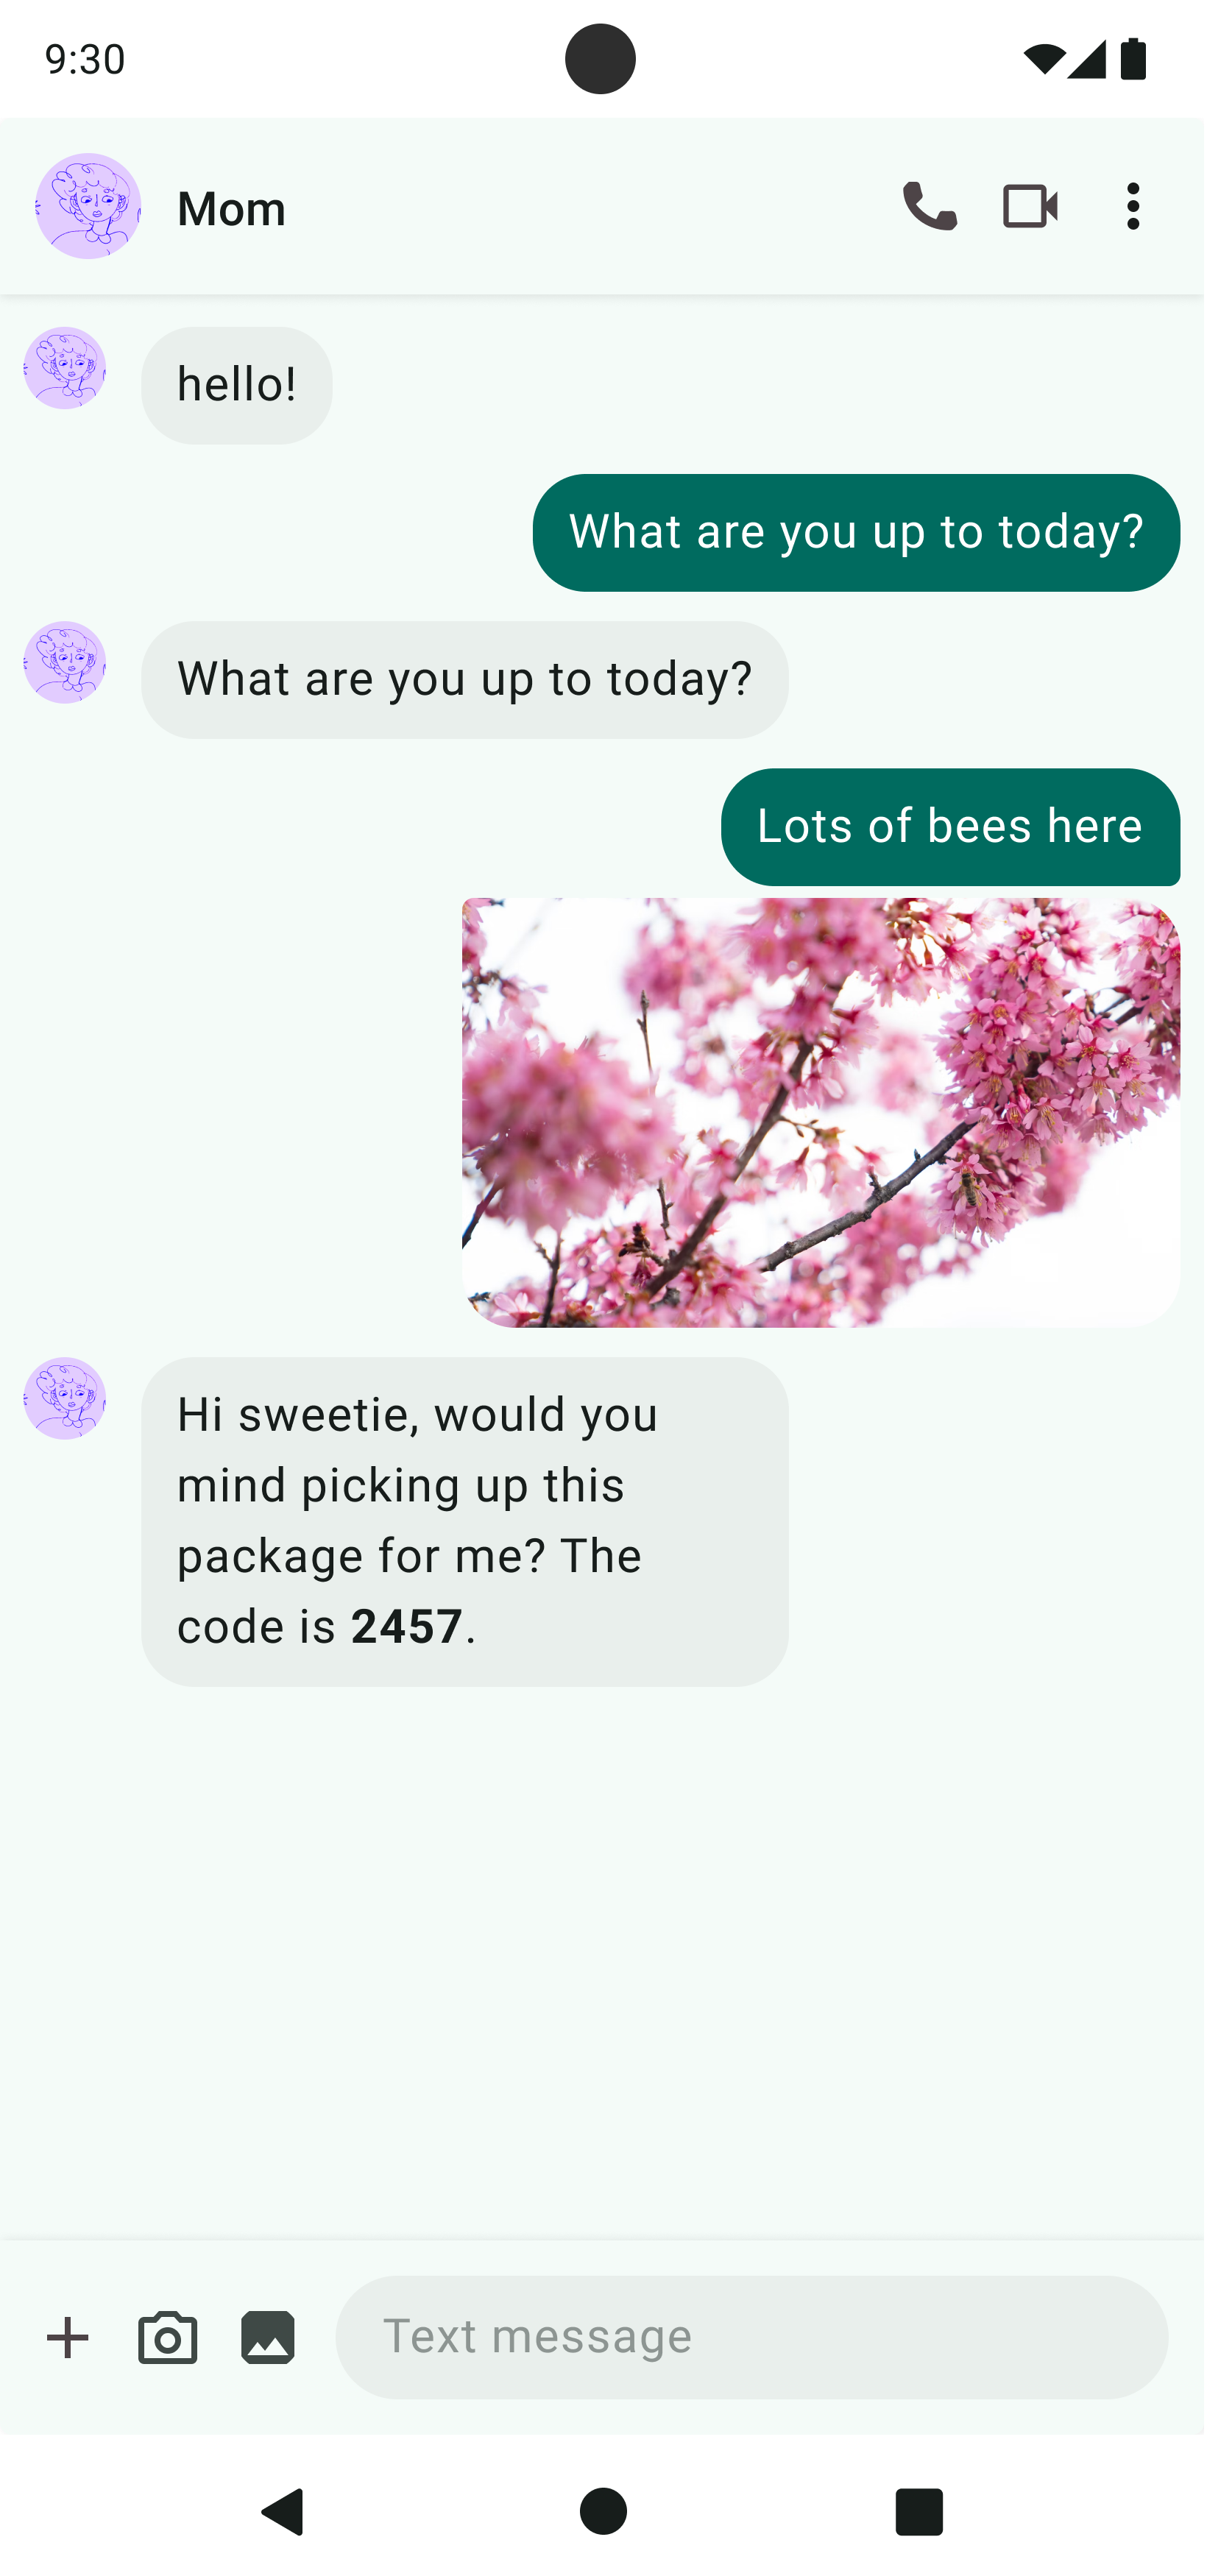 9:30
Mom
hello!
What are you up to today?
What are you up to today?
Lots of bees here
Hi sweetie, would you
mind picking up this
package for me? The
code is 2457.
Text message